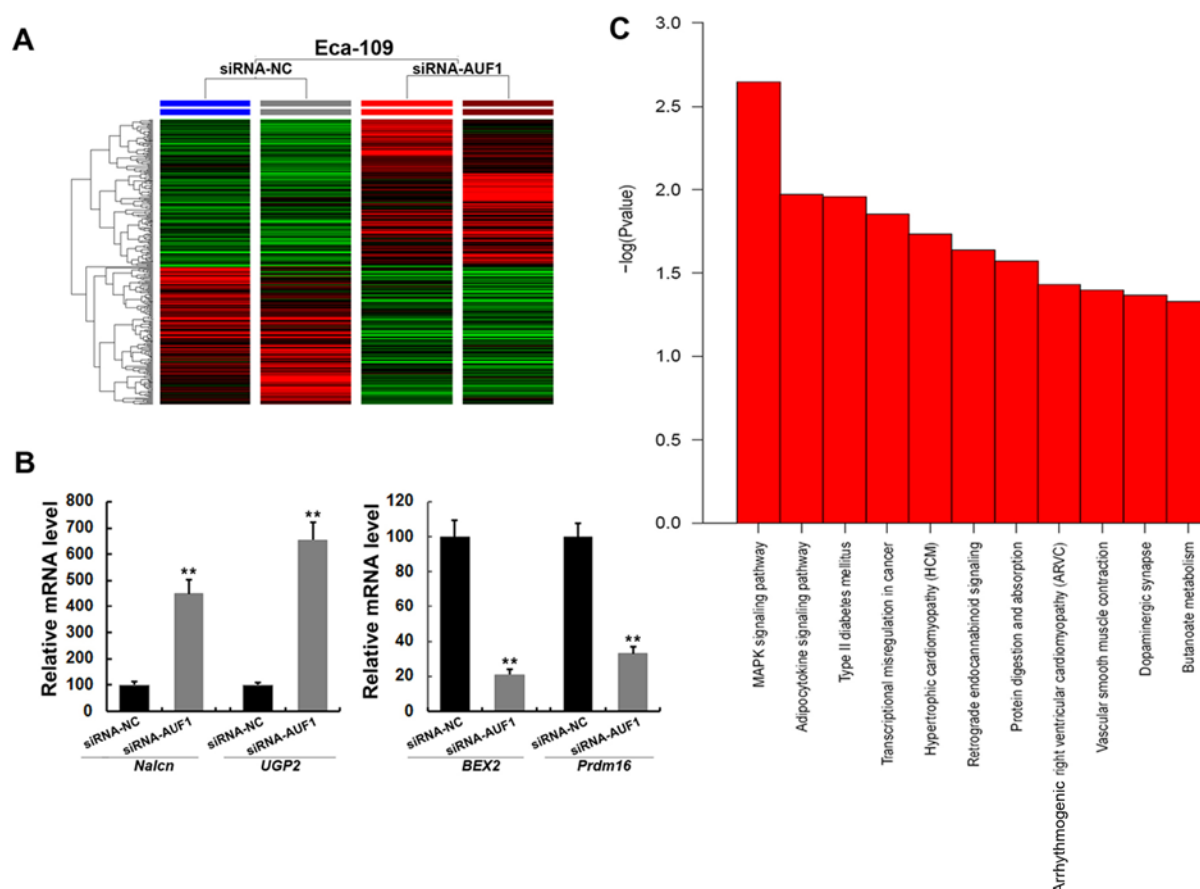 A
Eca-109
siRNA-NC
siRNA-AUF1
B
Relative mRNA level
800
700
600
500
400
300
200
100
0
**
**
siRNA-NC
siRNA-AUF1
siRNA-NC
siRNA-AUF1
Nalcn
UGP2
Relative mRNA level
120
100
80
60
40
20
0
**
**
siRNA-NC
siRNA-AUF1
siRNA-NC
siRNA-AUF1
BEX2
Prdm16
C
−log(Pvalue)
3.0
2.5
2.0
1.5
1.0
0.5
0.0
MAPK signaling pathway
Adipocytokine signaling pathway
Type II diabetes mellitus
Transcriptional misregulation in cancer
Hypertrophic cardiomyopathy (HCM)
Retrograde endocannabinoid signaling
Protein digestion and absorption
Arrhythmogenic right ventricular cardiomyopathy (ARVC)
Vascular smooth muscle contraction
Dopaminergic synapse
Butanoate metabolism